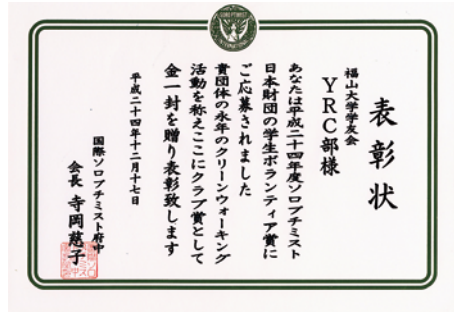 表彰状
福山大学学友会
YRC部様
あなたは平成二十四年度ソロプチミスト
日本財団の学生ボランティア賞に
ご応募されました
貴団体の永年のクリーンウォーキング
活動を称えここにクラブ賞として
金一封を贈り表彰致します
平成二十四年十二月十七日
国際ソロプチミスト府中
会長 寺岡慈子